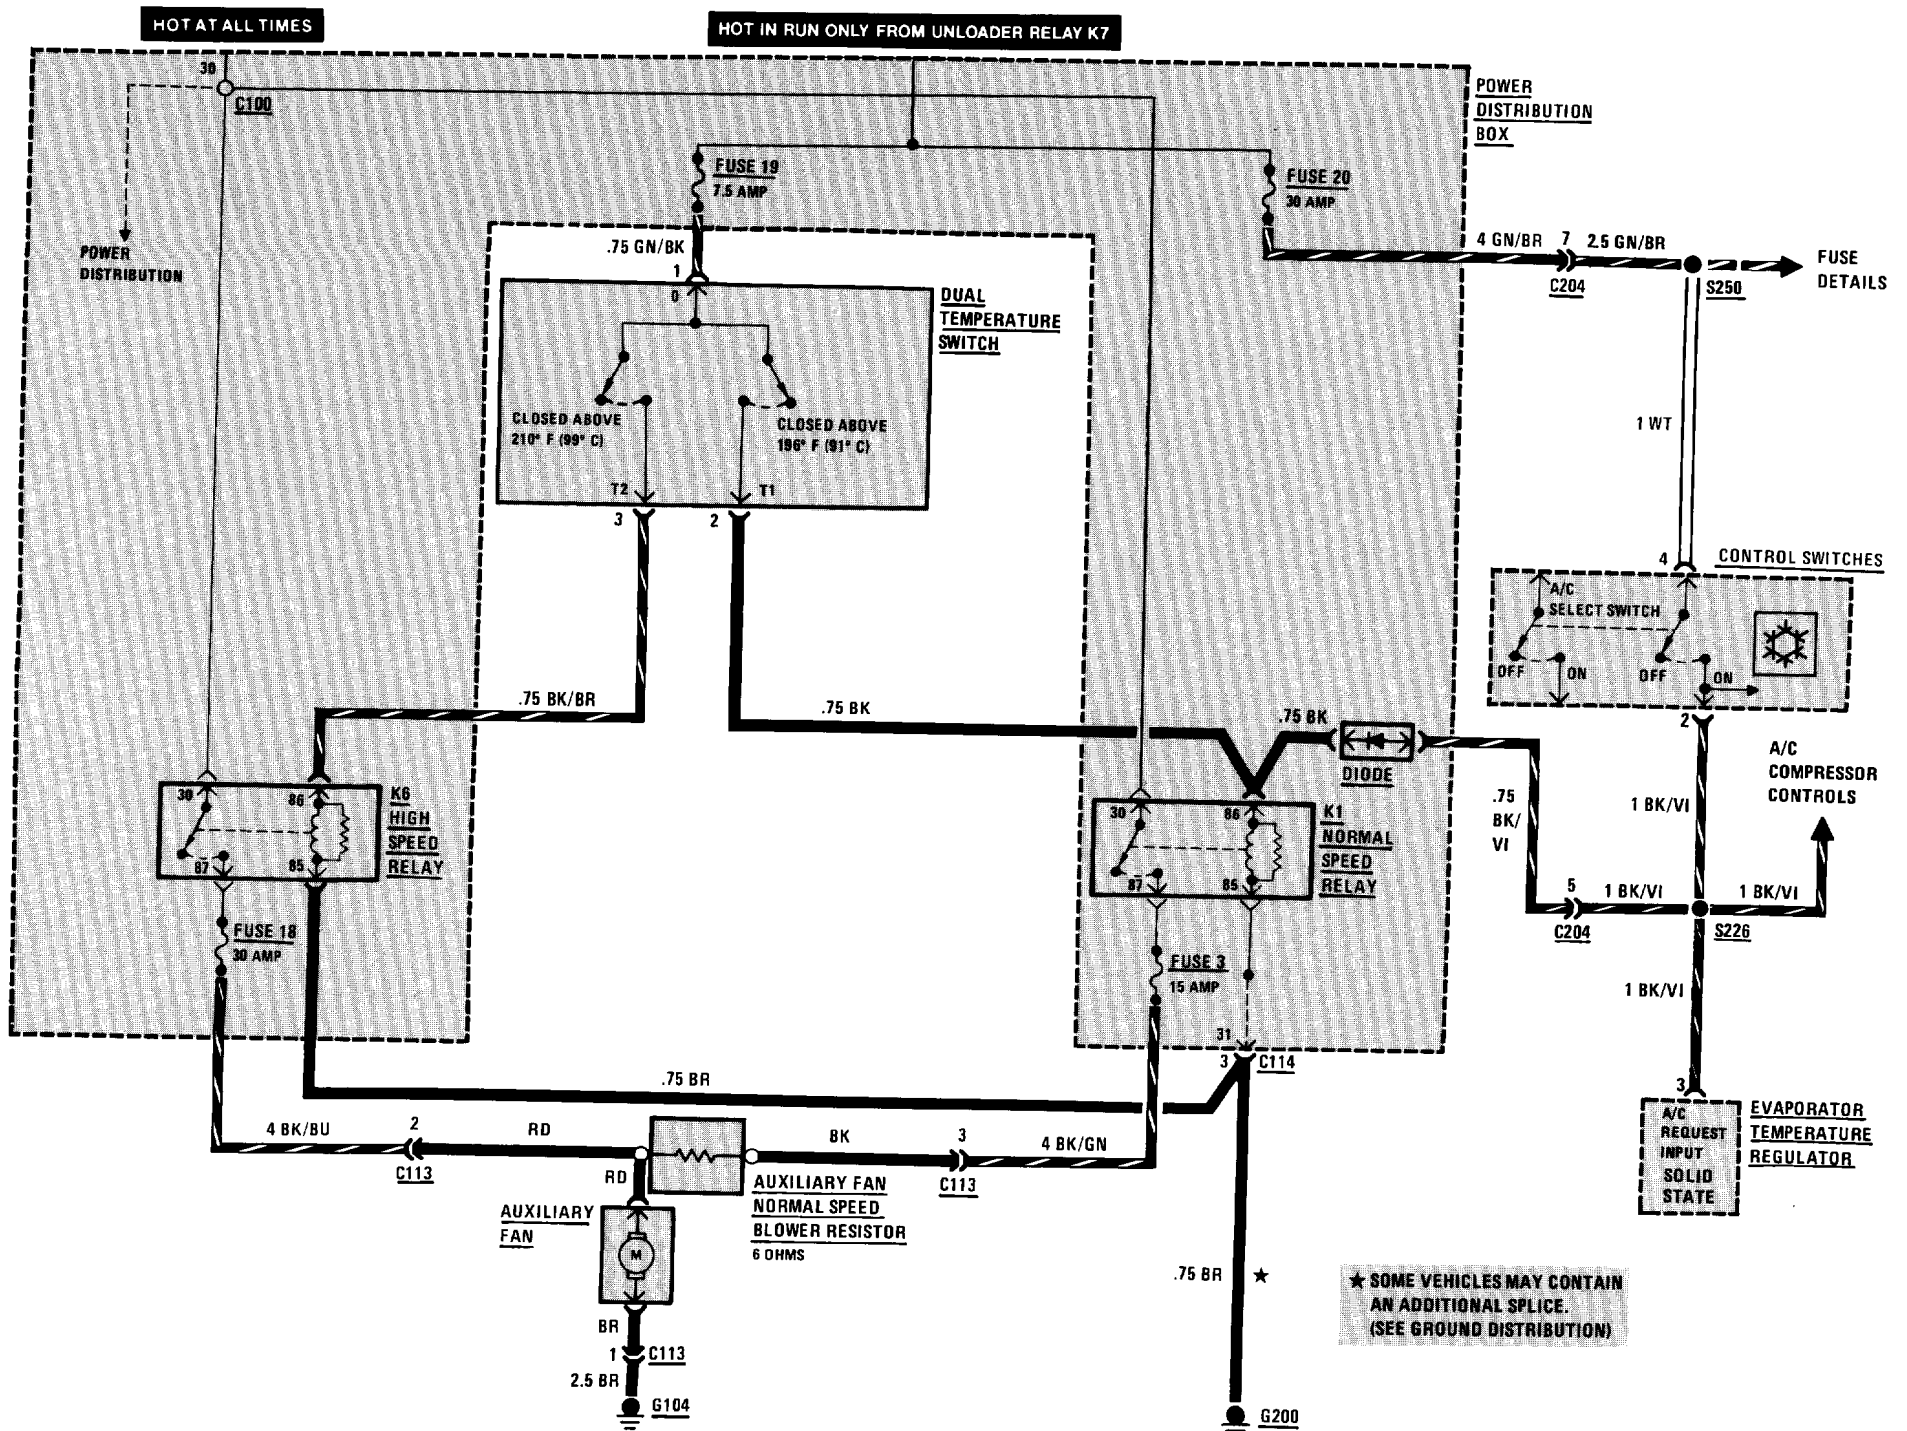 HOT AT ALL TIMES
HOT IN RUN ONLY FROM UNLOADER RELAY K7
30
C100
POWER
DISTRIBUTION
BOX
FUSE 19
7.5 AMP
FUSE 20
30 AMP
POWER
DISTRIBUTION
.75 GN/BK
1
0
4 GN/BR
7
2.5 GN/BR
C204
S250
FUSE
DETAILS
DUAL
TEMPERATURE
SWITCH
CLOSED ABOVE
210° F (99° C)
CLOSED ABOVE
196° F (91° C)
T2
T1
3
2
1 WT
4
CONTROL SWITCHES
A/C
SELECT SWITCH
OFF
ON
OFF
ON
2
.75 BK/BR
.75 BK
.75 BK
DIODE
A/C
COMPRESSOR
CONTROLS
30
86
87
85
K6
HIGH
SPEED
RELAY
30
86
87
85
K1
NORMAL
SPEED
RELAY
.75
BK/
VI
1 BK/VI
5
1 BK/VI
1 BK/VI
C204
S226
FUSE 18
30 AMP
FUSE 3
15 AMP
1 BK/VI
31
3
C114
.75 BR
3
A/C
REQUEST
INPUT
SOLID
STATE
EVAPORATOR
TEMPERATURE
REGULATOR
4 BK/BU
2
RD
C113
BK
3
4 BK/GN
C113
RD
AUXILIARY FAN
NORMAL SPEED
BLOWER RESISTOR
6 OHMS
AUXILIARY
FAN
M
BR
1
C113
2.5 BR
G104
.75 BR
★
G200
★ SOME VEHICLES MAY CONTAIN
AN ADDITIONAL SPLICE.
(SEE GROUND DISTRIBUTION)